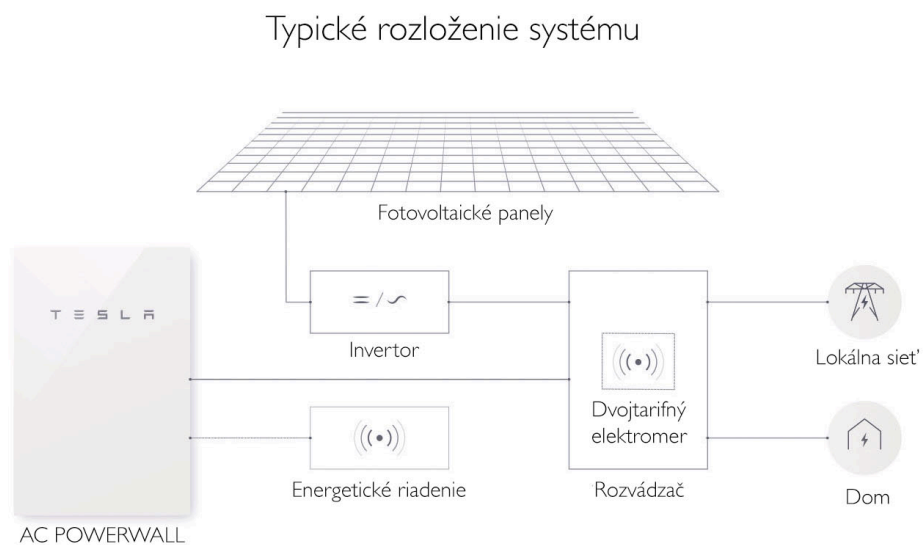 Typické rozloženie systému
Fotovoltaické panely
TESLA
= / ~
Invertor
Lokálna sieť
Dvojtarifný
elektromer
Energetické riadenie
Rozvádzač
Dom
AC POWERWALL